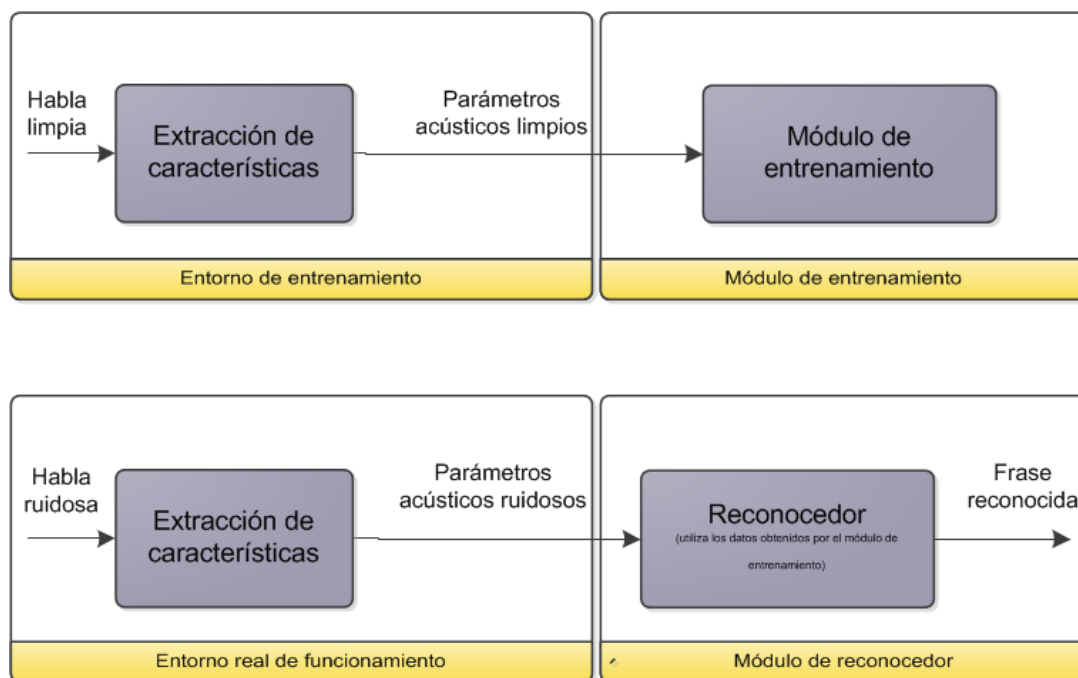 Habla
limpia
Extracción de
características
Parámetros
acústicos limpios
Módulo de
entrenamiento
Entorno de entrenamiento
Módulo de entrenamiento
Habla
ruidosa
Extracción de
características
Parámetros
acústicos ruidosos
Reconocedor
(utiliza los datos obtenidos por el módulo de
entrenamiento)
Frase
reconocida
Entorno real de funcionamiento
Módulo de reconocedor